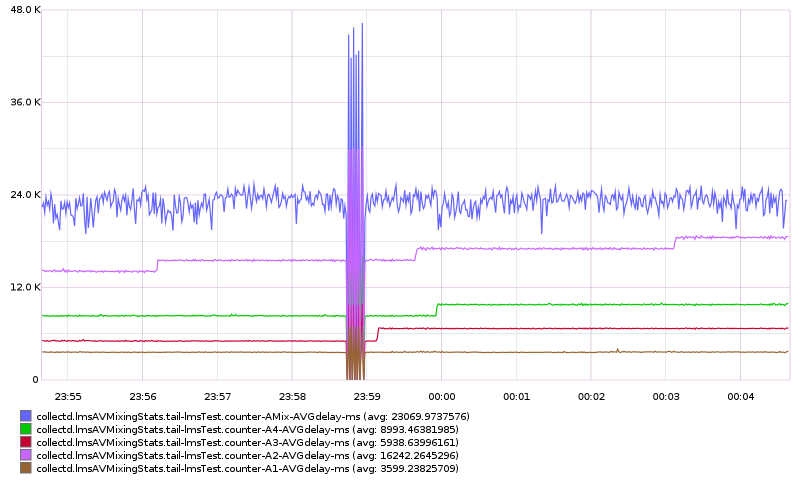 48.0 K
36.0 K
24.0 K
12.0 K
0
23:55 23:56 23:57 23:58 23:59 00:00 00:01 00:02 00:03 00:04
collectd.lmsAVMixingStats.tail-lmsTest.counter-AMix-AVGdelay-ms (avg: 23069.9737576)
collectd.lmsAVMixingStats.tail-lmsTest.counter-A4-AVGdelay-ms (avg: 8993.46381985)
collectd.lmsAVMixingStats.tail-lmsTest.counter-A3-AVGdelay-ms (avg: 5938.63996161)
collectd.lmsAVMixingStats.tail-lmsTest.counter-A2-AVGdelay-ms (avg: 16242.2645296)
collectd.lmsAVMixingStats.tail-lmsTest.counter-A1-AVGdelay-ms (avg: 3599.23825709)